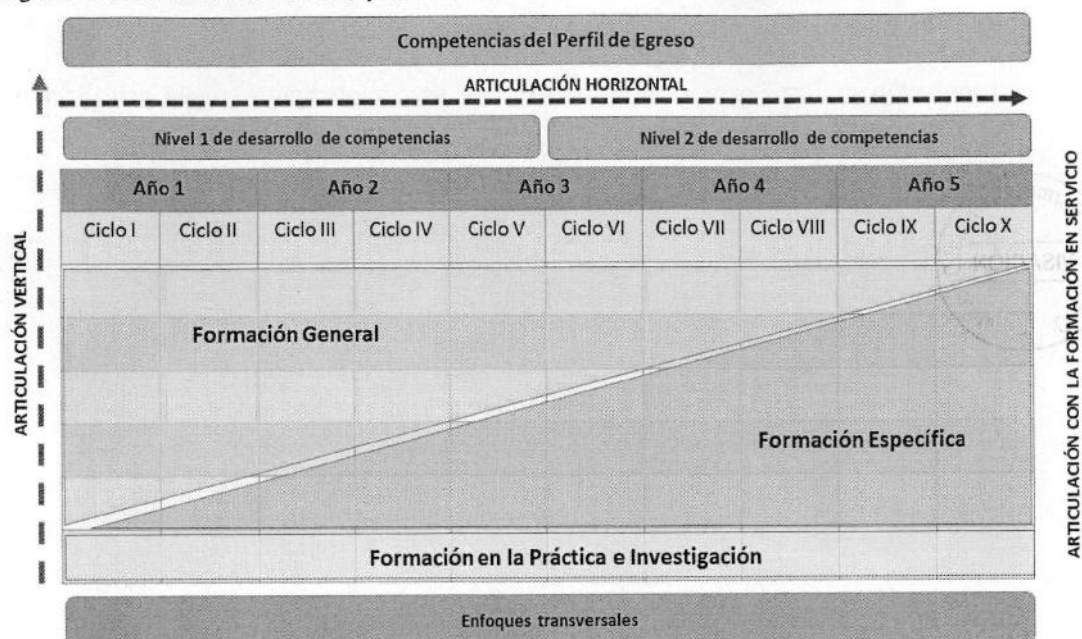 Competencias del Perfil de Egreso
ARTICULACIÓN HORIZONTAL
Nivel 1 de desarrollo de competencias
Nivel 2 de desarrollo de competencias
Año 1
Año 2
Año 3
Año 4
Año 5
Ciclo I
Ciclo II
Ciclo III
Ciclo IV
Ciclo V
Ciclo VI
Ciclo VII
Ciclo VIII
Ciclo IX
Ciclo X
ARTICULACIÓN VERTICAL
Formación General
Formación Específica
ARTICULACIÓN CON LA FORMACIÓN EN SERVICIO
Formación en la Práctica e Investigación
Enfoques transversales